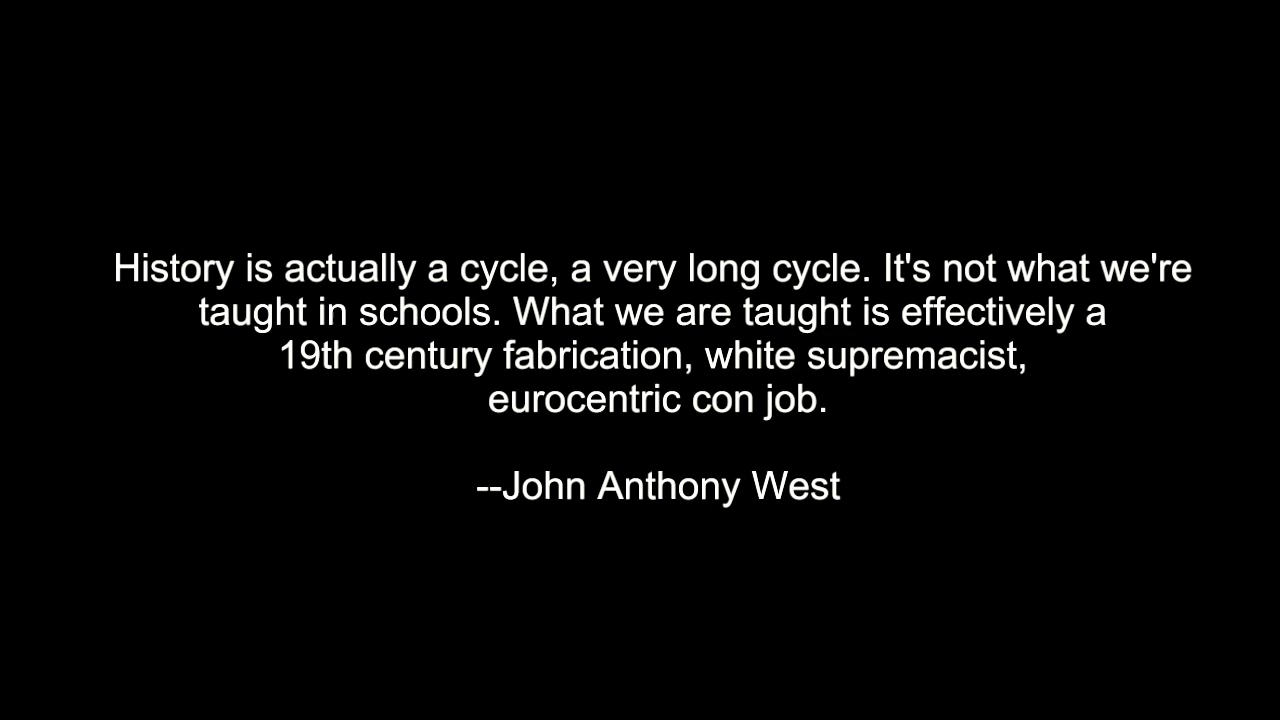 History is actually a cycle, a very long cycle. It's not what we're
taught in schools. What we are taught is effectively a
19th century fabrication, white supremacist,
eurocentric con job.
--John Anthony West